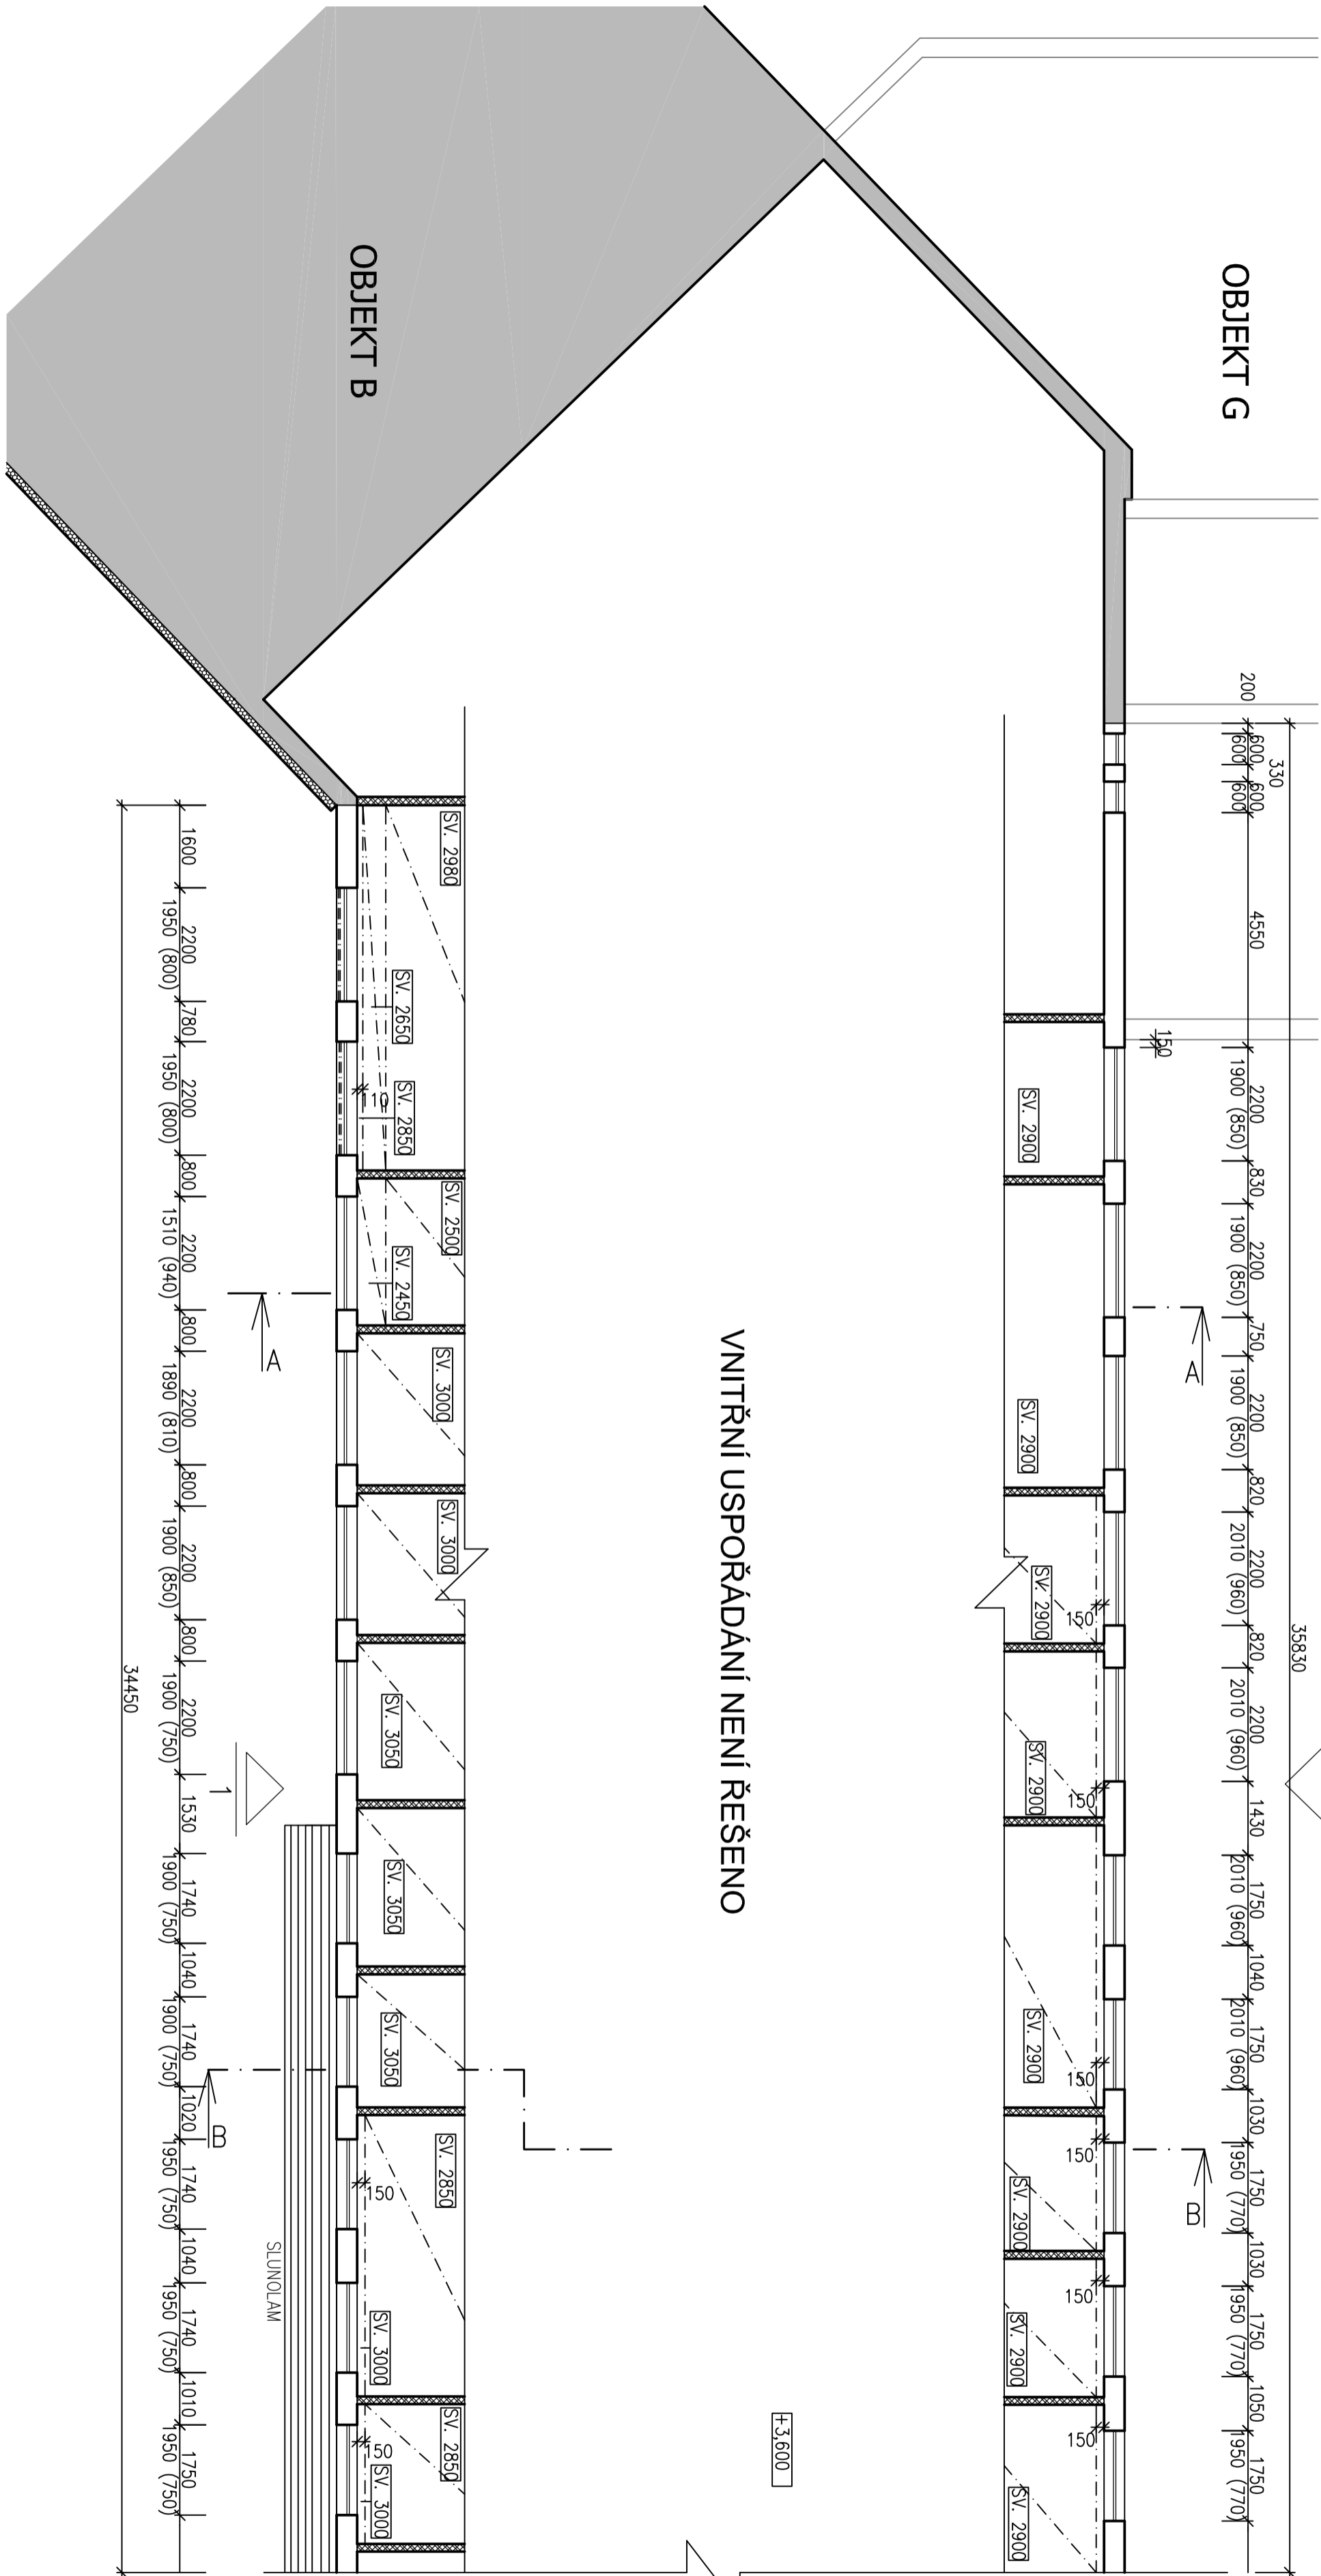 OBJEKT G
35830
330
200
600
600
600
600
4550
2200
1900 (850)
830
2200
1900 (850)
750
2200
1900 (850)
820
2200
2010 (960)
820
2200
2010 (960)
1430
1750
2010 (960)
1040
1750
2010 (960)
1030
1750
1950 (770)
1030
1750
1950 (770)
1050
1750
1950 (770)
150
A
B
150
150
150
150
150
150
SV. 2900
SV. 2900
SV. 2900
SV. 2900
SV. 2900
SV. 2900
SV. 2900
SV. 2900
+3,600
VNITŘNÍ USPOŘÁDÁNÍ NENÍ ŘEŠENO
OBJEKT B
SV. 2980
SV. 2650
SV. 2850
110
SV. 2500
SV. 2450
SV. 3000
SV. 3000
SV. 3050
SV. 3050
SV. 3050
SV. 2850
150
SV. 3000
SV. 2850
150
SV. 3000
A
1
B
SLUNOLAM
1600
2200
1950 (800)
780
2200
1950 (800)
800
2200
1510 (940)
800
2200
1890 (810)
800
2200
1900 (850)
800
2200
1900 (750)
1530
1740
1900 (750)
1040
1740
1900 (750)
1020
1740
1950 (750)
1040
1740
1950 (750)
1010
1750
1950 (750)
34450